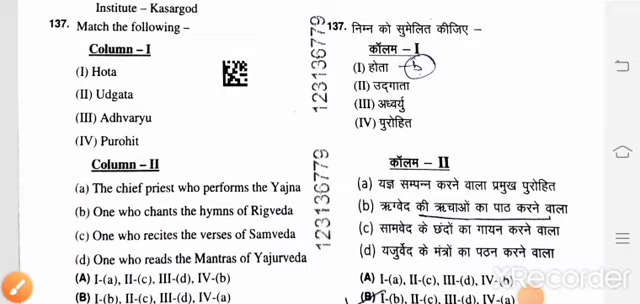 Institute – Kasargod
137. Match the following –
Column – I
(I) Hota
(II) Udgata
(III) Adhvaryu
(IV) Purohit
Column – II
(a) The chief priest who performs the Yajna
(b) One who chants the hymns of Rigveda
(c) One who recites the verses of Samveda
(d) One who reads the Mantras of Yajurveda
(A) I-(a), II-(c), III-(d), IV-(b)
(B) I-(b), II-(c), III-(d), IV-(a)
123136779
123136779
137. निम्न को सुमेलित कीजिए –
कॉलम – I
(I) होता – b
(II) उद्गाता
(III) अध्वर्यु
(IV) पुरोहित
कॉलम – II
(a) यज्ञ सम्पन्न करने वाला प्रमुख पुरोहित
(b) ऋग्वेद की ऋचाओं का पाठ करने वाला
(c) सामवेद के छंदों का गायन करने वाला
(d) यजुर्वेद के मंत्रों का पठन करने वाला
(A) I-(a), II-(c), III-(d), IV-(b)
(B) I-(b), II-(c), III-(d), IV-(a)
XRecorder